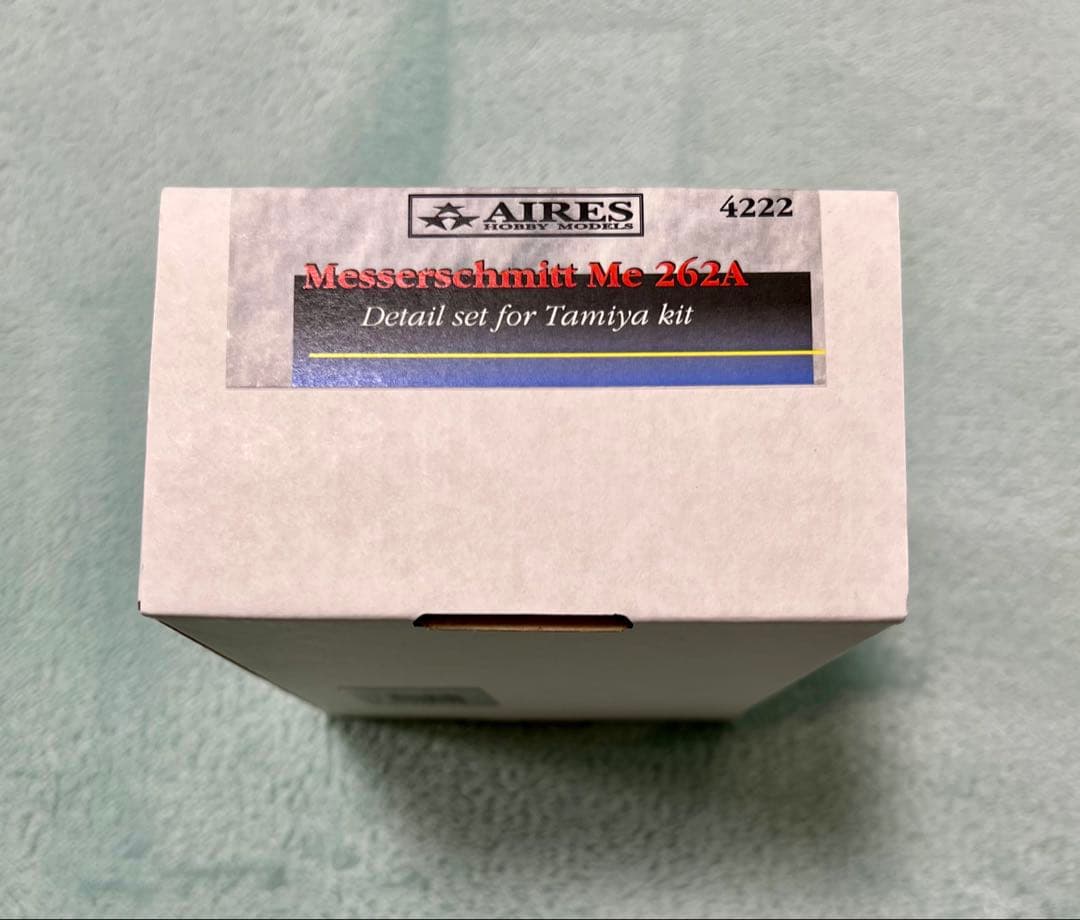 AIRES
HOBBY MODELS
4222
Messerschmitt Me 262A
Detail set for Tamiya kit